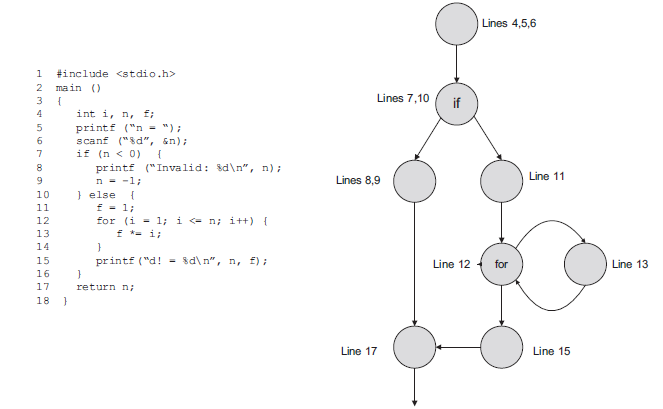 1 #include <stdio.h>
2 main ()
3 {
4 int i, n, f;
5 printf ("n = “);
6 scanf ("%d”, &n);
7 if (n < 0) {
8 printf (“Invalid: %d\n”, n);
9 n = -1;
10 } else {
11 f = 1;
12 for (i = 1; i <= n; i++) {
13 f *= i;
14 }
15 printf(“d! = %d\n”, n, f);
16 }
17 return n;
18 }
Lines 4,5,6
Lines 7,10
if
Lines 8,9
Line 11
Line 12
for
Line 13
Line 17
Line 15